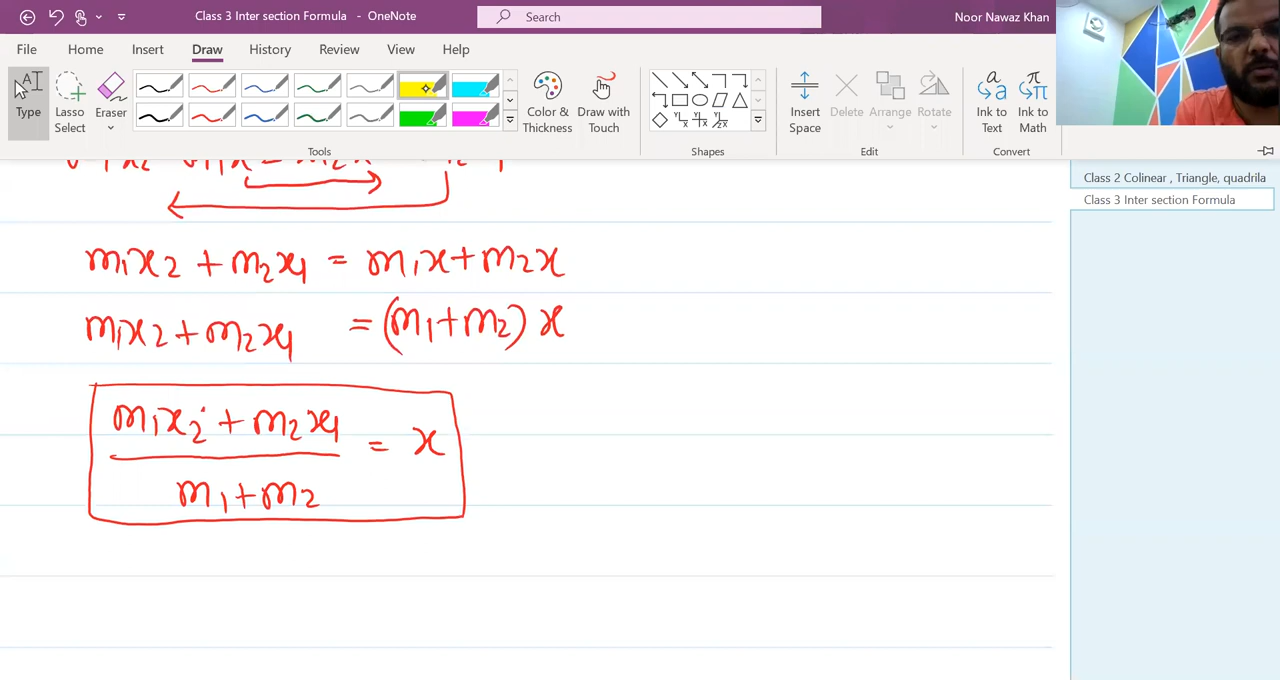 Class 3 Inter section Formula - OneNote
Search
Noor Nawaz Khan
File Home Insert Draw History Review View Help
Type
Lasso Select
Eraser
Color & Thickness
Draw with Touch
Insert Space
Delete
Arrange
Rotate
Ink to Text
Ink to Math
Tools
Shapes
Edit
Convert
Class 2 Colinear , Triangle, quadrila
Class 3 Inter section Formula
m₁x₂ + m₂x₁ = m₁x + m₂x
m₁x₂ + m₂x₁ = (m₁ + m₂) x
m₁x₂ + m₂x₁ = x
m₁ + m₂